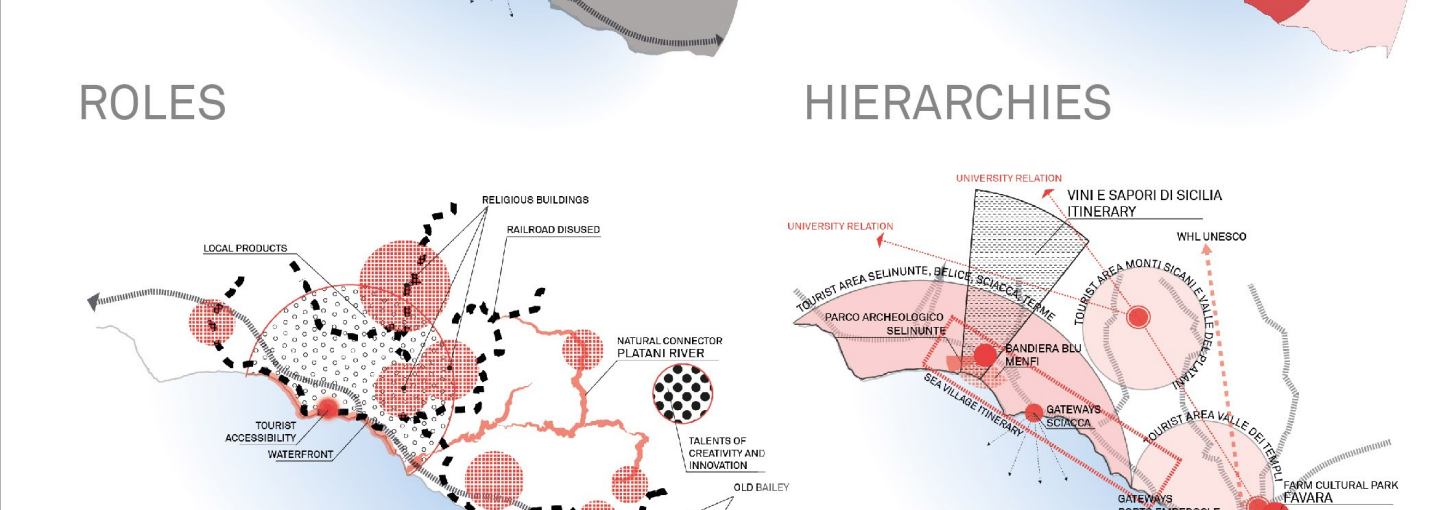 ROLES
HIERARCHIES
RELIGIOUS BUILDINGS
RAILROAD DISUSED
LOCAL PRODUCTS
NATURAL CONNECTOR
PLATANI RIVER
TOURIST
ACCESSIBILITY
WATERFRONT
TALENTS OF
CREATIVITY AND
INNOVATION
OLD BAILEY
UNIVERSITY RELATION
VINI E SAPORI DI SICILIA
ITINERARY
UNIVERSITY RELATION
WHL UNESCO
TOURIST AREA SELINUNTE, BELICE, SCIACCA, TERME
TOURIST AREA MONTI SICANI E VALLE DEI PLATANI
PARCO ARCHEOLOGICO
SELINUNTE
BANDIERA BLU
MENFI
SEA VILLAGE ITINERARY
GATEWAYS
SCIACCA
TOURIST AREA VALLE DEI TEMPLI
FARM CULTURAL PARK
FAVARA
GATEWAYS
PORTO EMPEDOCLE